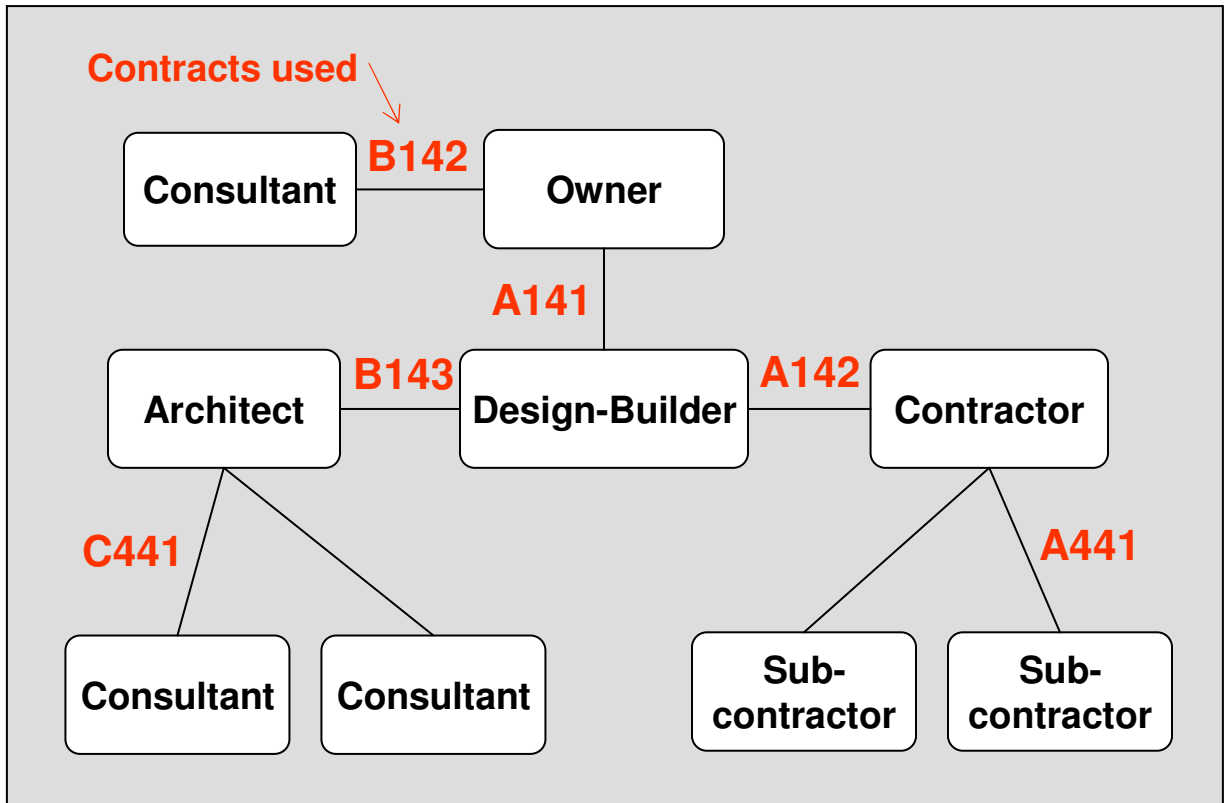 Contracts used
B142
Consultant
Owner
A141
B143
A142
Architect
Design-Builder
Contractor
C441
A441
Consultant
Consultant
Sub-
contractor
Sub-
contractor